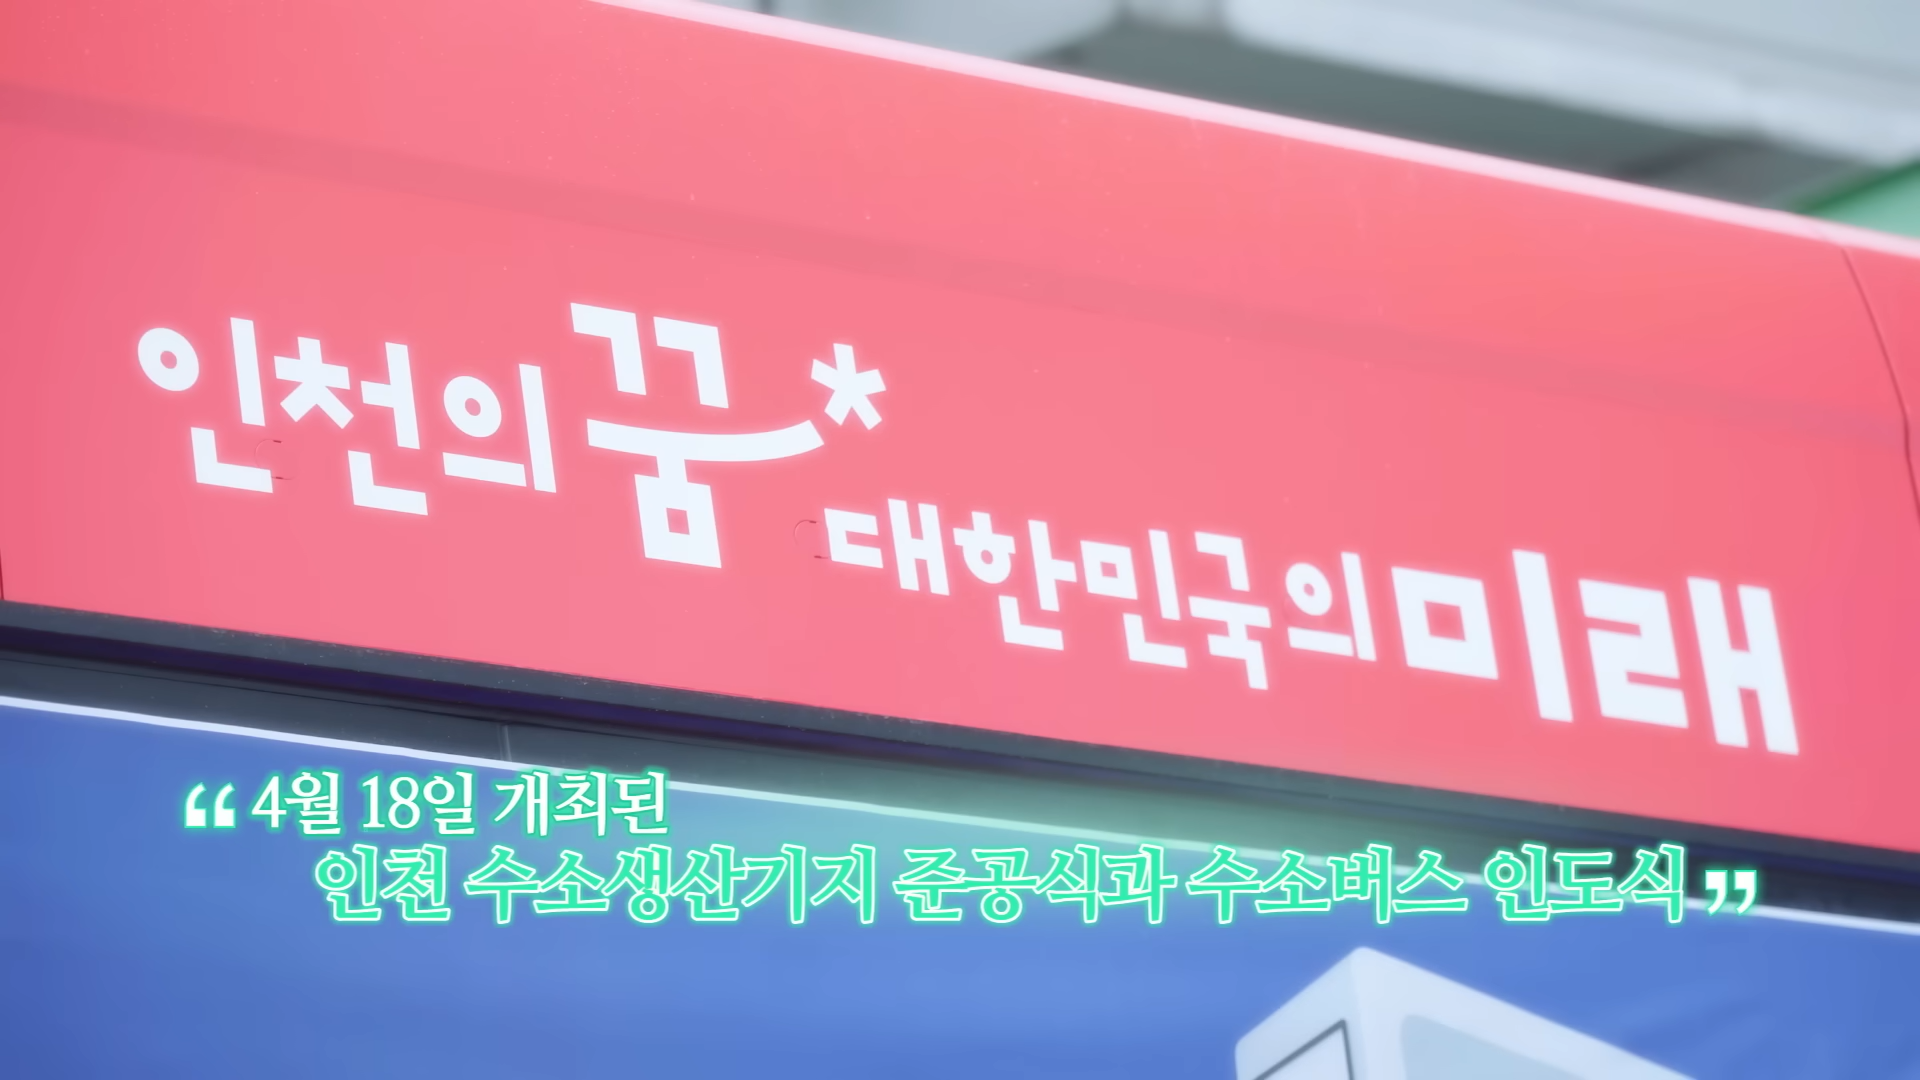 인천의 꿈*
대한민국의 미래
“ 4월 18일 개최된
인천 수소생산기지 준공식과 수소버스 인도식 ”